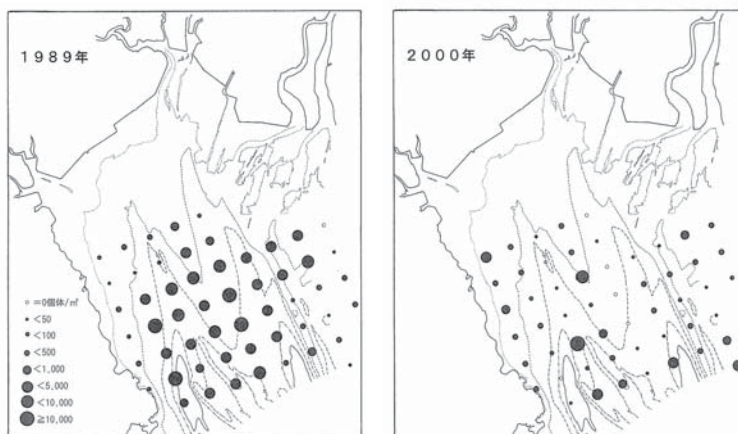 1989年
○ =0個体/㎡
● <50
● <100
● <500
● <1,000
● <5,000
● <10,000
● ≧10,000
2000年